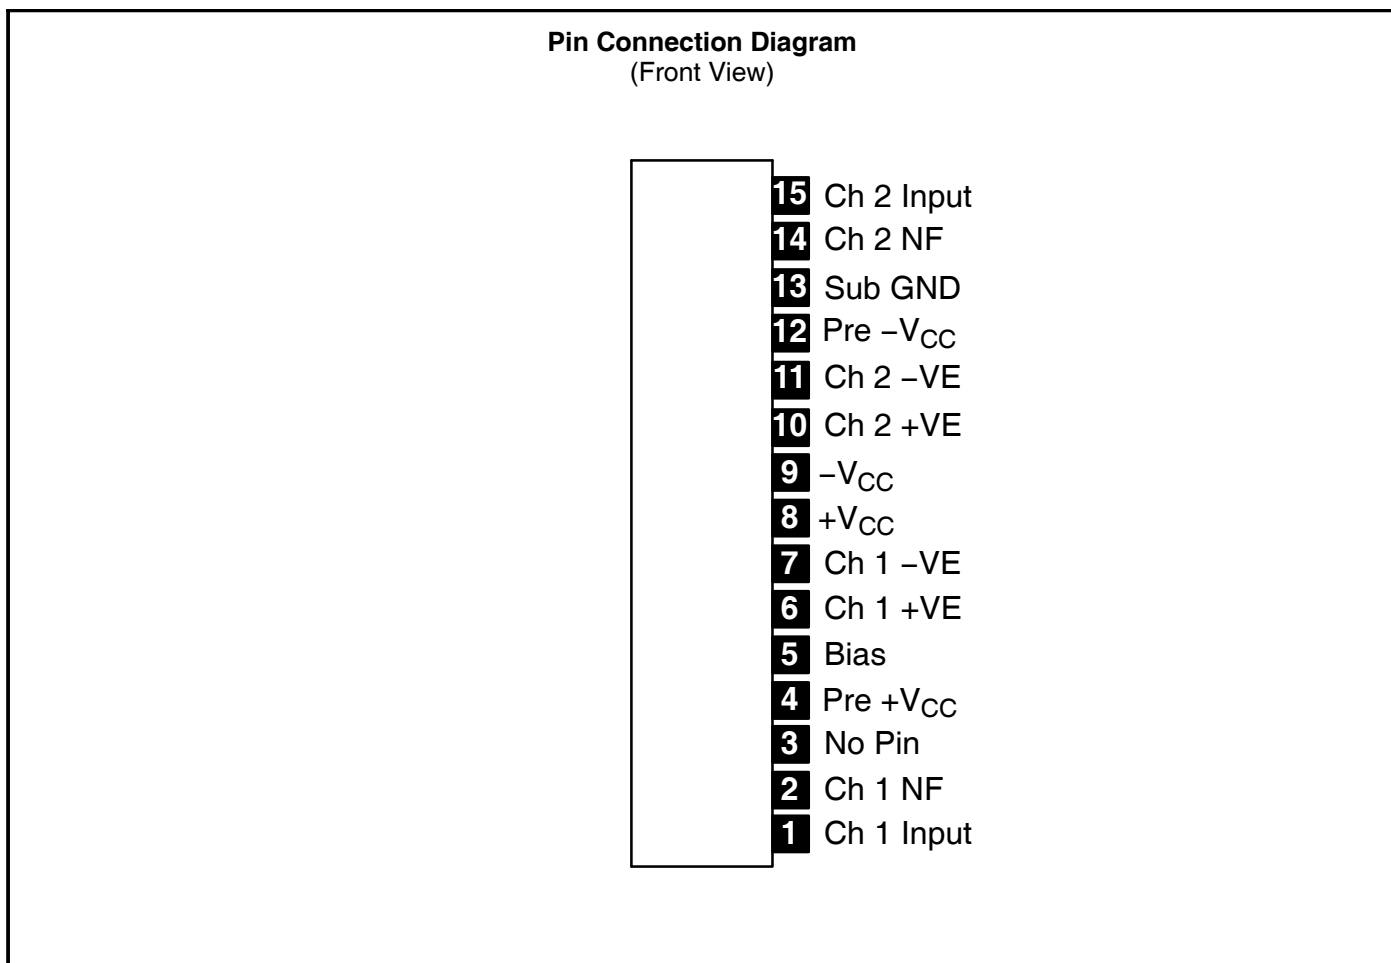 Pin Connection Diagram
(Front View)
15 Ch 2 Input
14 Ch 2 NF
13 Sub GND
12 Pre −VCC
11 Ch 2 −VE
10 Ch 2 +VE
9 −VCC
8 +VCC
7 Ch 1 −VE
6 Ch 1 +VE
5 Bias
4 Pre +VCC
3 No Pin
2 Ch 1 NF
1 Ch 1 Input